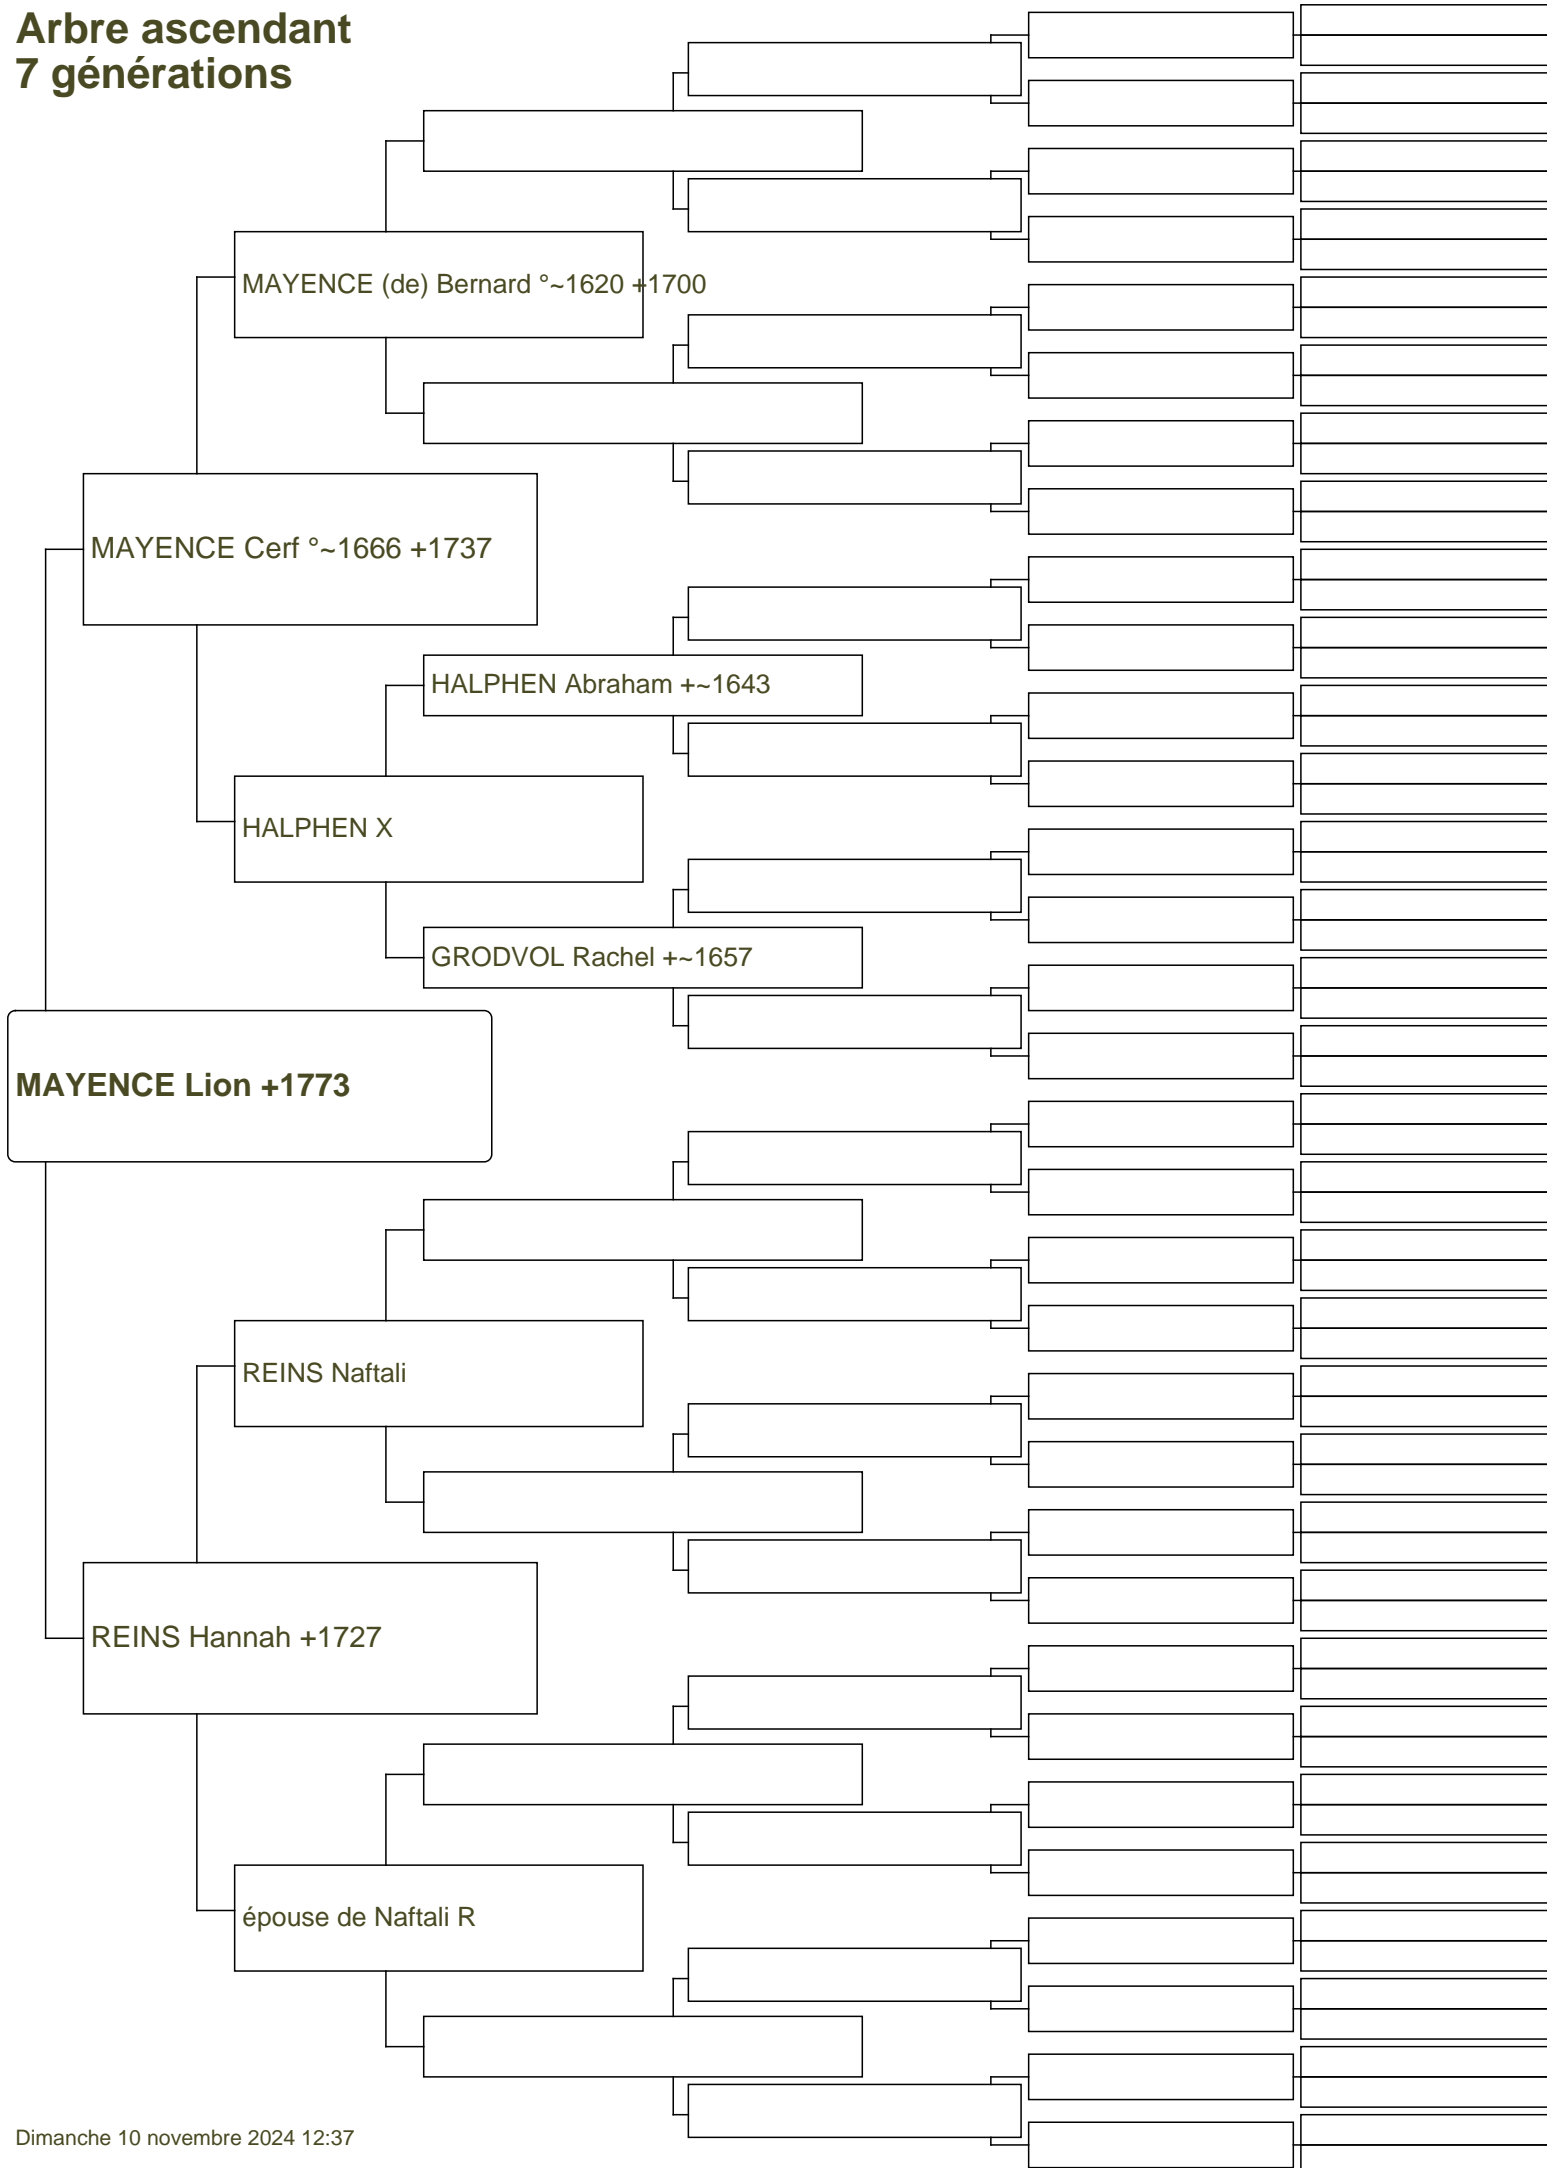 Arbre ascendant
7 générations
MAYENCE (de) Bernard °~1620 +1700
MAYENCE Cerf °~1666 +1737
HALPHEN Abraham +~1643
HALPHEN X
GRODVOL Rachel +~1657
MAYENCE Lion +1773
REINS Naftali
REINS Hannah +1727
épouse de Naftali R
Dimanche 10 novembre 2024 12:37